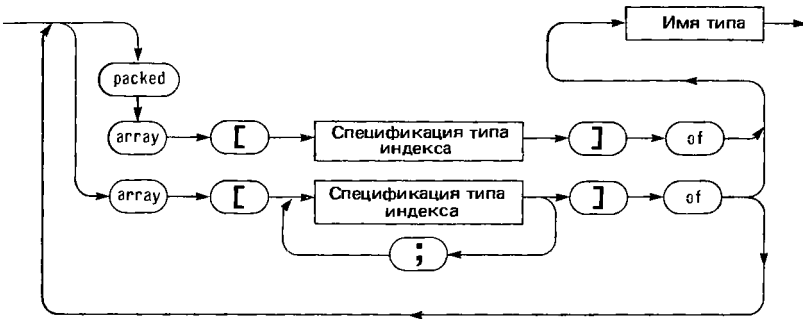 Имя типа
packed
array [ Спецификация типа индекса ] of
array [ Спецификация типа индекса ] of
;